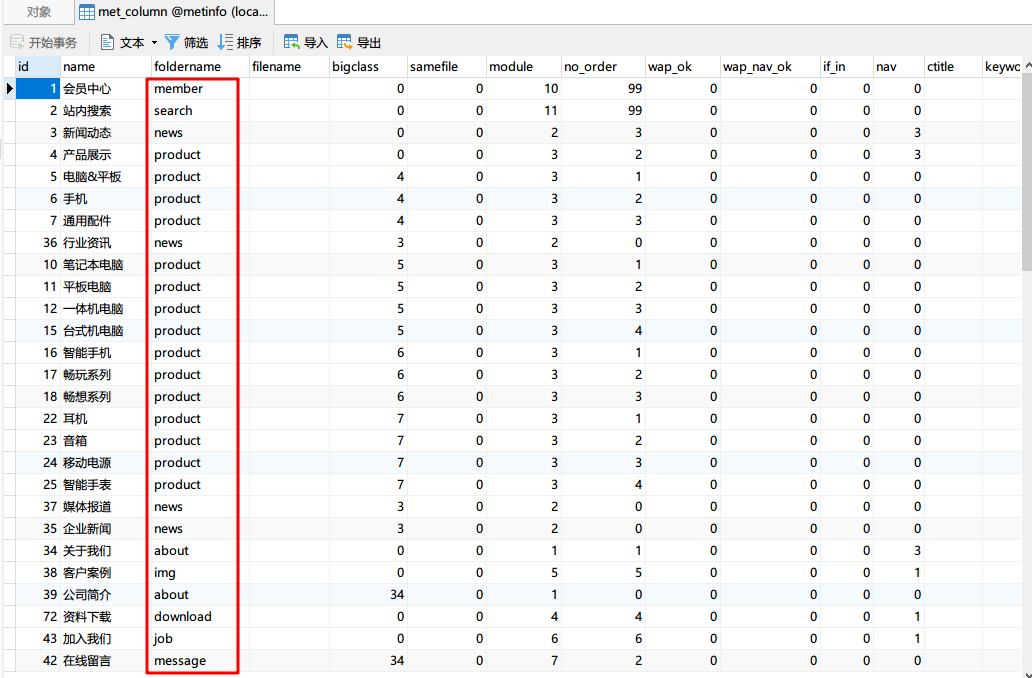 对象 met_column @metinfo (loca...
开始事务 文本 筛选 排序 导入 导出
id name foldername filename bigclass samefile module no_order wap_ok wap_nav_ok if_in nav ctitle keywo
1 会员中心 member 0 0 10 99 0 0 0 0
2 站内搜索 search 0 0 11 99 0 0 0 0
3 新闻动态 news 0 0 2 3 0 0 0 3
4 产品展示 product 0 0 3 2 0 0 0 3
5 电脑&平板 product 4 0 3 1 0 0 0 0
6 手机 product 4 0 3 2 0 0 0 0
7 通用配件 product 4 0 3 3 0 0 0 0
36 行业资讯 news 3 0 2 0 0 0 0 0
10 笔记本电脑 product 5 0 3 1 0 0 0 0
11 平板电脑 product 5 0 3 2 0 0 0 0
12 一体机电脑 product 5 0 3 3 0 0 0 0
15 台式机电脑 product 5 0 3 4 0 0 0 0
16 智能手机 product 6 0 3 1 0 0 0 0
17 畅玩系列 product 6 0 3 2 0 0 0 0
18 畅想系列 product 6 0 3 3 0 0 0 0
22 耳机 product 7 0 3 1 0 0 0 0
23 音箱 product 7 0 3 2 0 0 0 0
24 移动电源 product 7 0 3 3 0 0 0 0
25 智能手表 product 7 0 3 4 0 0 0 0
37 媒体报道 news 3 0 2 0 0 0 0 0
35 企业新闻 news 3 0 2 0 0 0 0 0
34 关于我们 about 0 0 1 1 0 0 0 3
38 客户案例 img 0 0 5 5 0 0 0 1
39 公司简介 about 34 0 1 0 0 0 0 0
72 资料下载 download 0 0 4 4 0 0 0 1
43 加入我们 job 0 0 6 6 0 0 0 1
42 在线留言 message 34 0 7 2 0 0 0 0